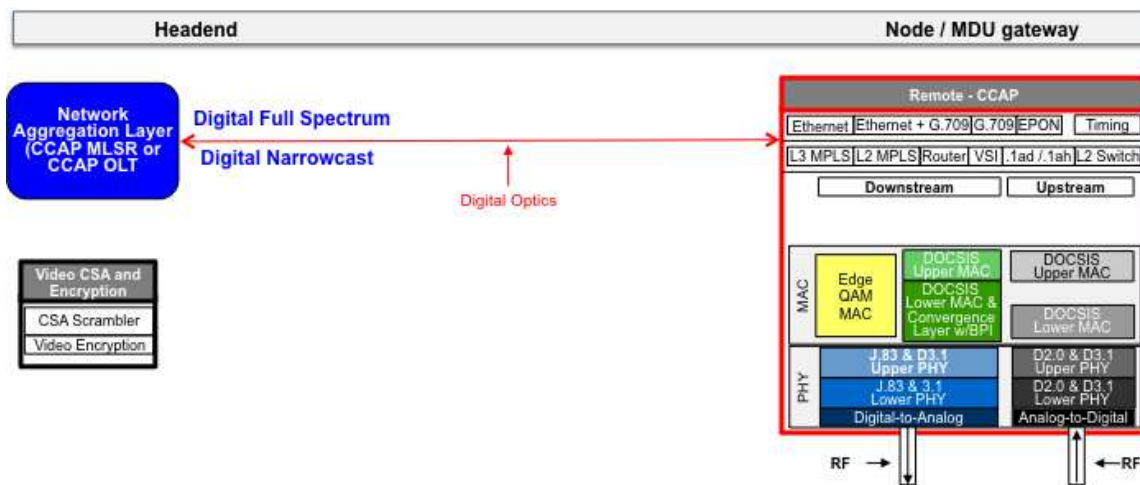 Headend
Node / MDU gateway
Network
Aggregation Layer
(CCAP MLSR or
CCAP OLT
Digital Full Spectrum
Digital Narrowcast
Digital Optics
Remote - CCAP
Ethernet Ethernet + G.709 G.709 EPON Timing
L3 MPLS L2 MPLS Router VSI .1ad /.1ah L2 Switch
Downstream Upstream
Video CSA and
Encryption
CSA Scrambler
Video Encryption
MAC
Edge
QAM
MAC
DOCSIS
Upper MAC
DOCSIS
Lower MAC &
Convergence
Layer w/BPI
DOCSIS
Upper MAC
DOCSIS
Lower MAC
PHY
J.83 & D3.1
Upper PHY
J.83 & 3.1
Lower PHY
Digital-to-Analog
D2.0 & D3.1
Upper PHY
D2.0 & D3.1
Lower PHY
Analog-to-Digital
RF
RF